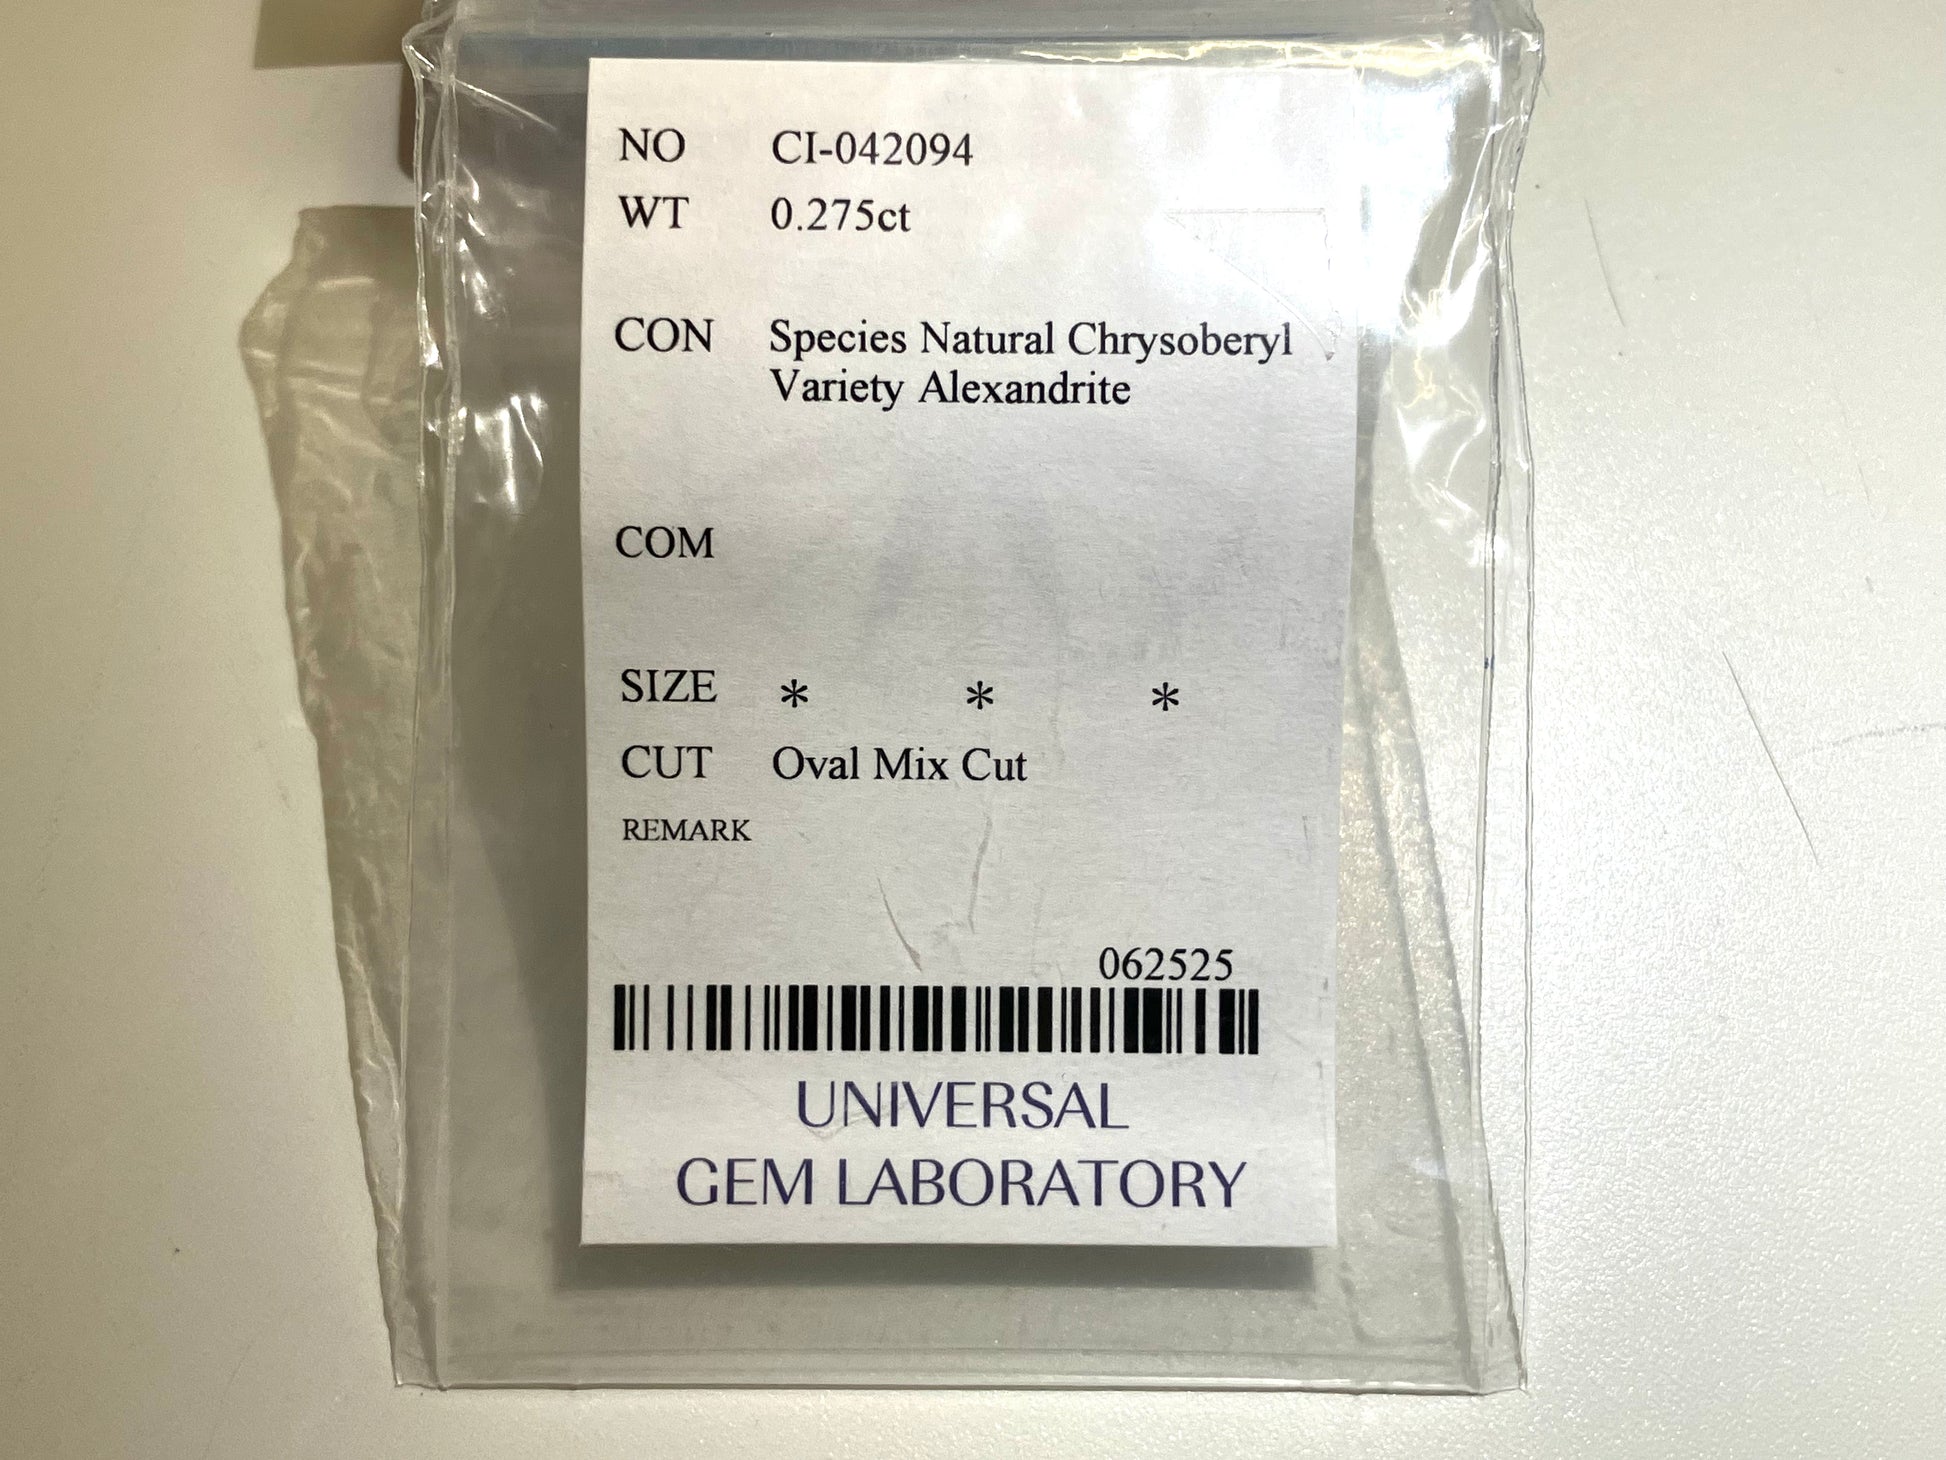 NO CI-042094
WT 0.275ct
CON Species Natural Chrysoberyl
Variety Alexandrite
COM
SIZE * * *
CUT Oval Mix Cut
REMARK
062525
UNIVERSAL
GEM LABORATORY